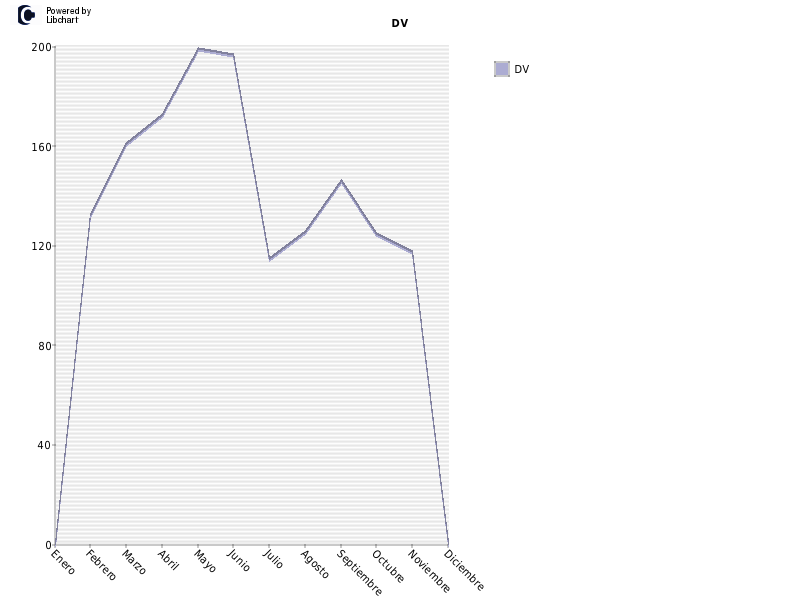 Powered by
Libchart
DV
DV
200
160
120
80
40
0
Enero
Febrero
Marzo
Abril
Mayo
Junio
Julio
Agosto
Septiembre
Octubre
Noviembre
Diciembre